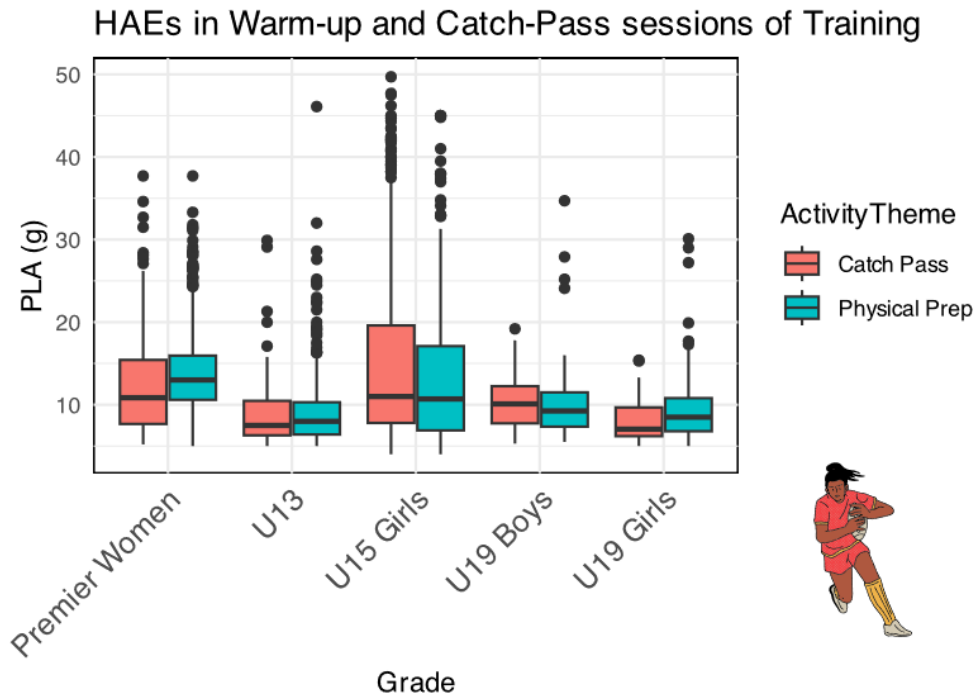 HAEs in Warm-up and Catch-Pass sessions of Training
50
40
30
20
10
PLA (g)
Premier Women
U13
U15 Girls
U19 Boys
U19 Girls
Grade
ActivityTheme
Catch Pass
Physical Prep